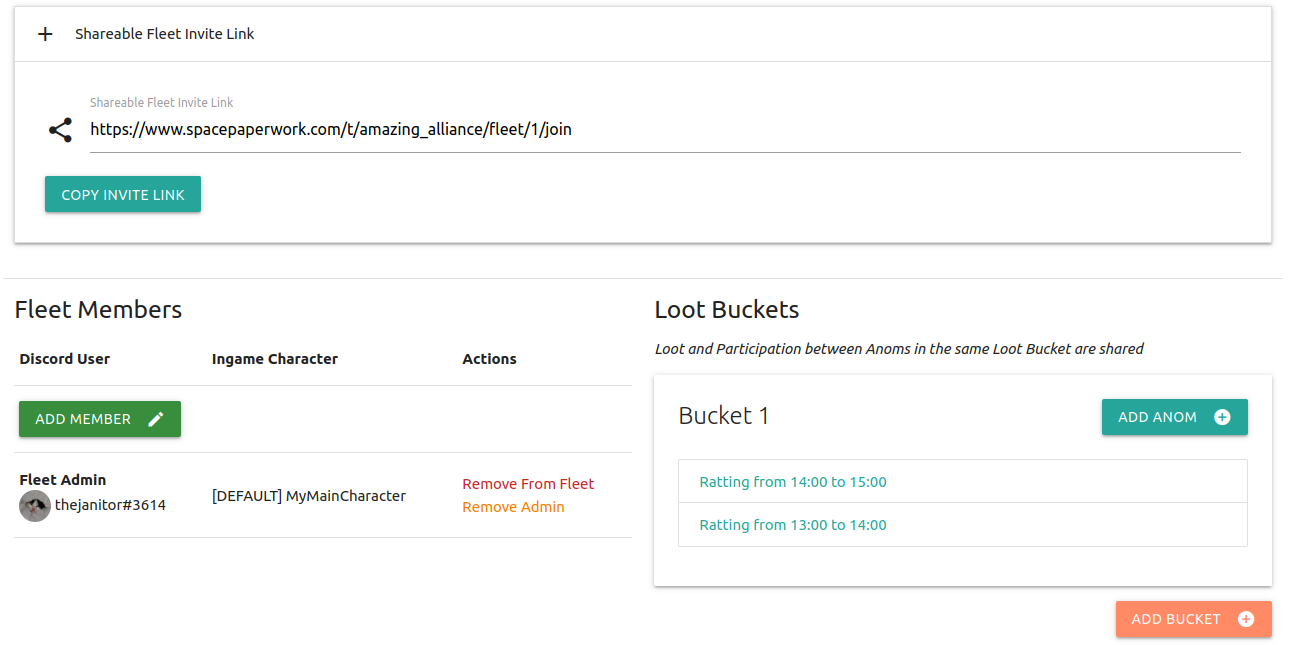 Shareable Fleet Invite Link
Shareable Fleet Invite Link
https://www.spacepaperwork.com/t/amazing_alliance/fleet/1/join
COPY INVITE LINK
Fleet Members
Discord User Ingame Character Actions
ADD MEMBER
Fleet Admin
thejanitor#3614
[DEFAULT] MyMainCharacter
Remove From Fleet
Remove Admin
Loot Buckets
Loot and Participation between Anoms in the same Loot Bucket are shared
Bucket 1
ADD ANOM
Ratting from 14:00 to 15:00
Ratting from 13:00 to 14:00
ADD BUCKET